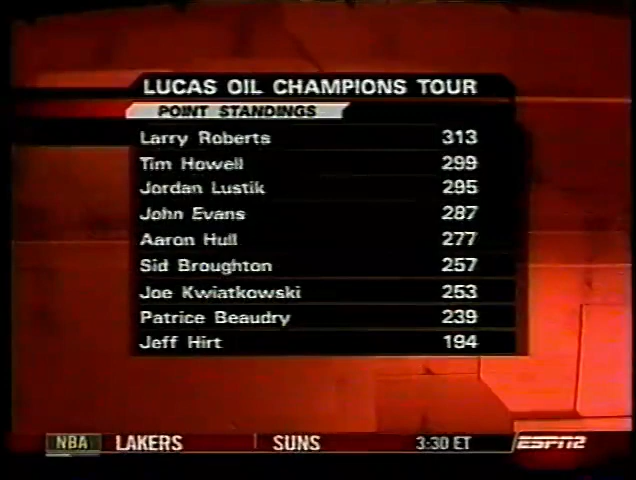 LUCAS OIL CHAMPIONS TOUR
POINT STANDINGS
Larry Roberts 313
Tim Howell 299
Jordan Lustik 295
John Evans 287
Aaron Hull 277
Sid Broughton 257
Joe Kwiatkowski 253
Patrice Beaudry 239
Jeff Hirt 194
NBA LAKERS SUNS 3:30 ET ESPN2